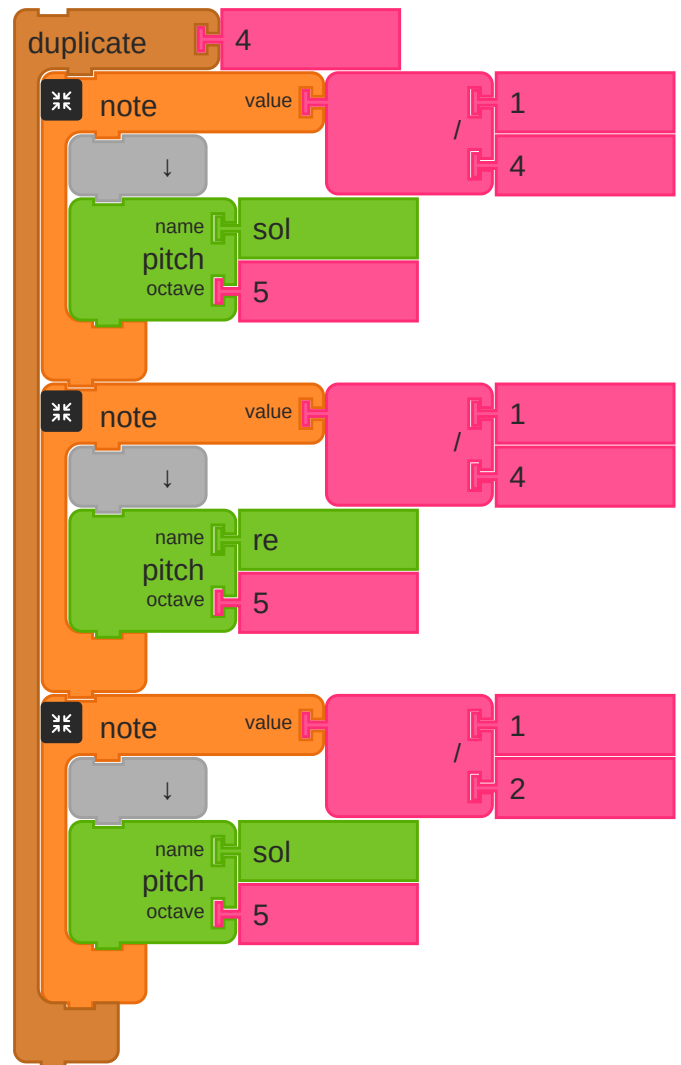 duplicate 4
note value 1
/
4
↓
name sol
pitch
octave 5
note value 1
/
4
↓
name re
pitch
octave 5
note value 1
/
2
↓
name sol
pitch
octave 5